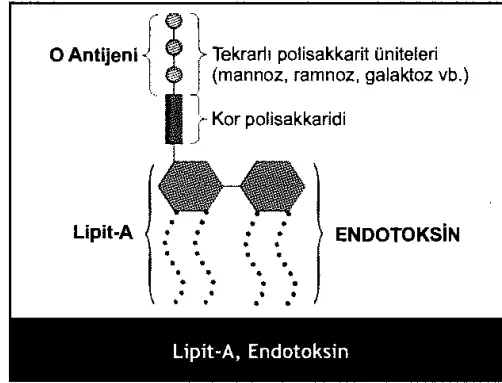 O Antijeni
Tekrarlı polisakkarit üniteleri
(mannoz, ramnoz, galaktoz vb.)
Kor polisakkaridi
Lipit-A
ENDOTOKSİN
Lipit-A, Endotoksin